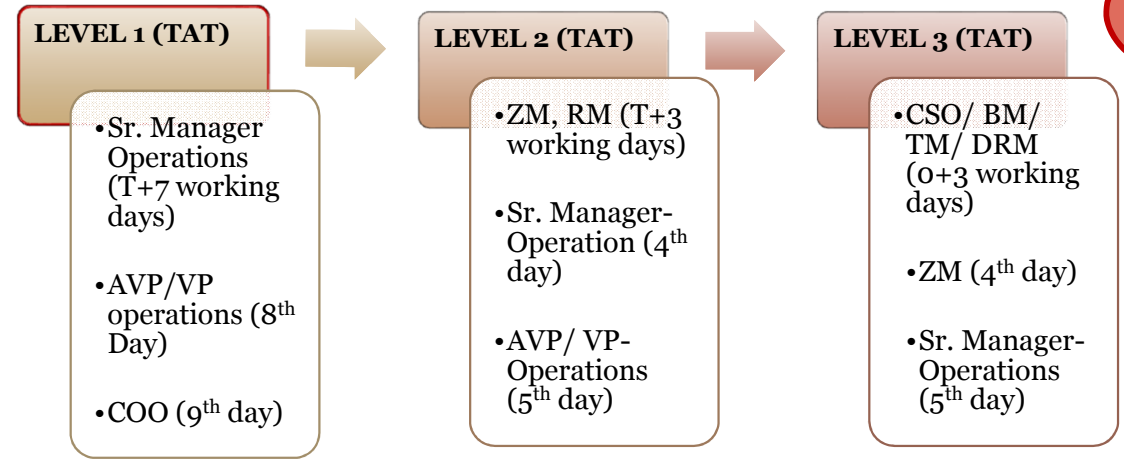 LEVEL 1 (TAT)
•Sr. Manager
Operations
(T+7 working
days)
•AVP/VP
operations (8th
Day)
•COO (9th day)
LEVEL 2 (TAT)
•ZM, RM (T+3
working days)
•Sr. Manager-
Operation (4th
day)
•AVP/ VP-
Operations
(5th day)
LEVEL 3 (TAT)
•CSO/ BM/
TM/ DRM
(0+3 working
days)
•ZM (4th day)
•Sr. Manager-
Operations
(5th day)